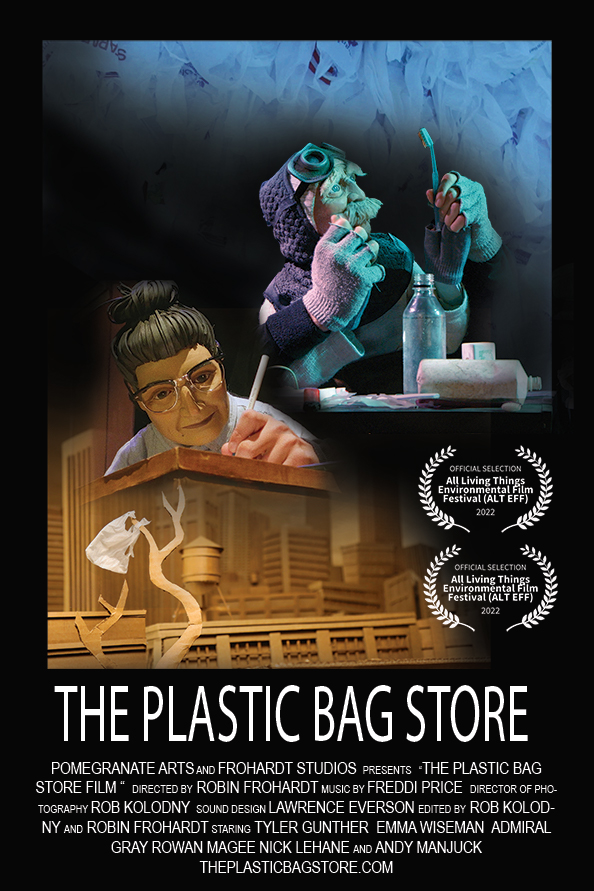 OFFICIAL SELECTION
All Living Things
Environmental Film
Festival (ALT EFF)
2022
OFFICIAL SELECTION
All Living Things
Environmental Film
Festival (ALT EFF)
2022
THE PLASTIC BAG STORE
POMEGRANATE ARTS AND FROHARDT STUDIOS PRESENTS "THE PLASTIC BAG
STORE FILM " DIRECTED BY ROBIN FROHARDT MUSIC BY FREDDI PRICE DIRECTOR OF PHO-
TOGRAPHY ROB KOLODNY SOUND DESIGN LAWRENCE EVERSON EDITED BY ROB KOLOD-
NY AND ROBIN FROHARDT STARING TYLER GUNTHER EMMA WISEMAN ADMIRAL
GRAY ROWAN MAGEE NICK LEHANE AND ANDY MANJUCK
THEPLASTICBAGSTORE.COM